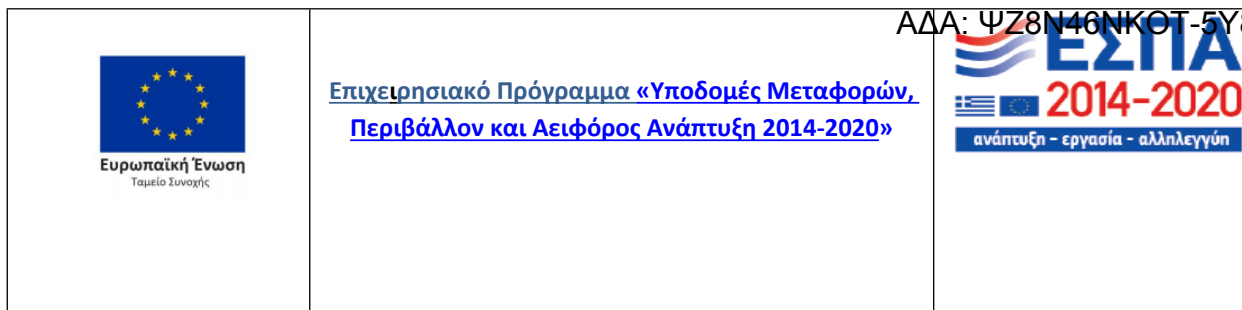 ΑΔΑ: ΨΖ8Ν46ΝΚΟΤ-5Υ8
Ευρωπαϊκή Ένωση
Ταμείο Συνοχής
Επιχειρησιακό Πρόγραμμα «Υποδομές Μεταφορών,
Περιβάλλον και Αειφόρος Ανάπτυξη 2014-2020»
ΕΣΠΑ
2014-2020
ανάπτυξη - εργασία - αλληλεγγύη